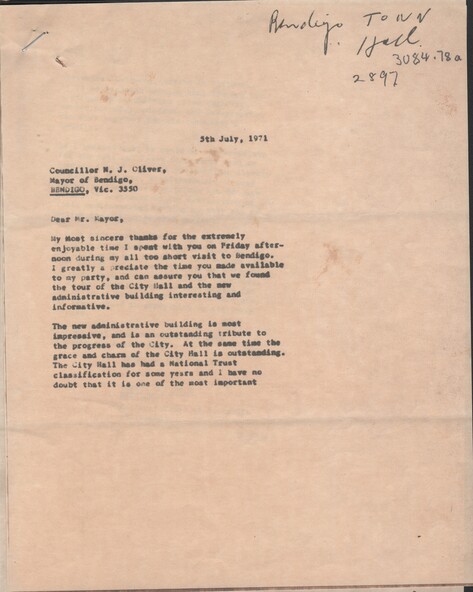 Bendigo Town
Hall.
3084.78a
2897
5th July, 1971
Councillor N. J. Oliver,
Mayor of Bendigo,
BENDIGO, Vic. 3550
Dear Mr. Mayor,
My Most sincere thanks for the extremely
enjoyable time I spent with you on Friday after-
noon during my all too short visit to Bendigo.
I greatly a preciate the time you made available
to my party, and can assure you that we found
the tour of the City Hall and the new
administrative building interesting and
informative.
The new administrative building is most
impressive, and is an outstanding tribute to
the progress of the City. At the same time the
grace and charm of the City Hall is outstanding.
The City Hall has had a National Trust
classification for some years and I have no
doubt that it is one of the most important